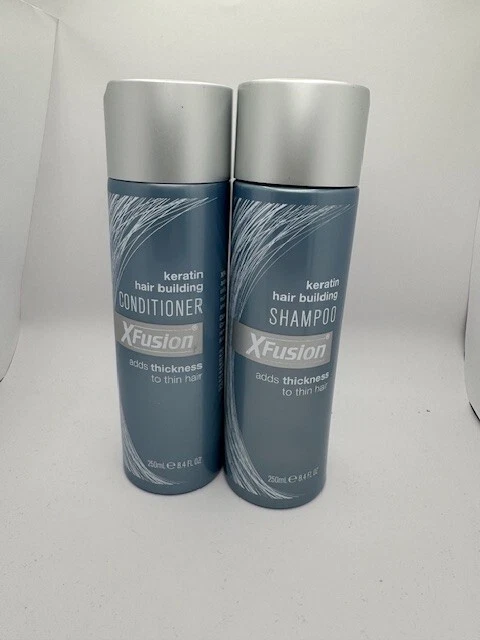 keratin
hair building
CONDITIONER
XFusion®
adds thickness
to thin hair
250mL ℮ 8.4 FL OZ
keratin
hair building
SHAMPOO
XFusion®
adds thickness
to thin hair
250mL ℮ 8.4 FL OZ